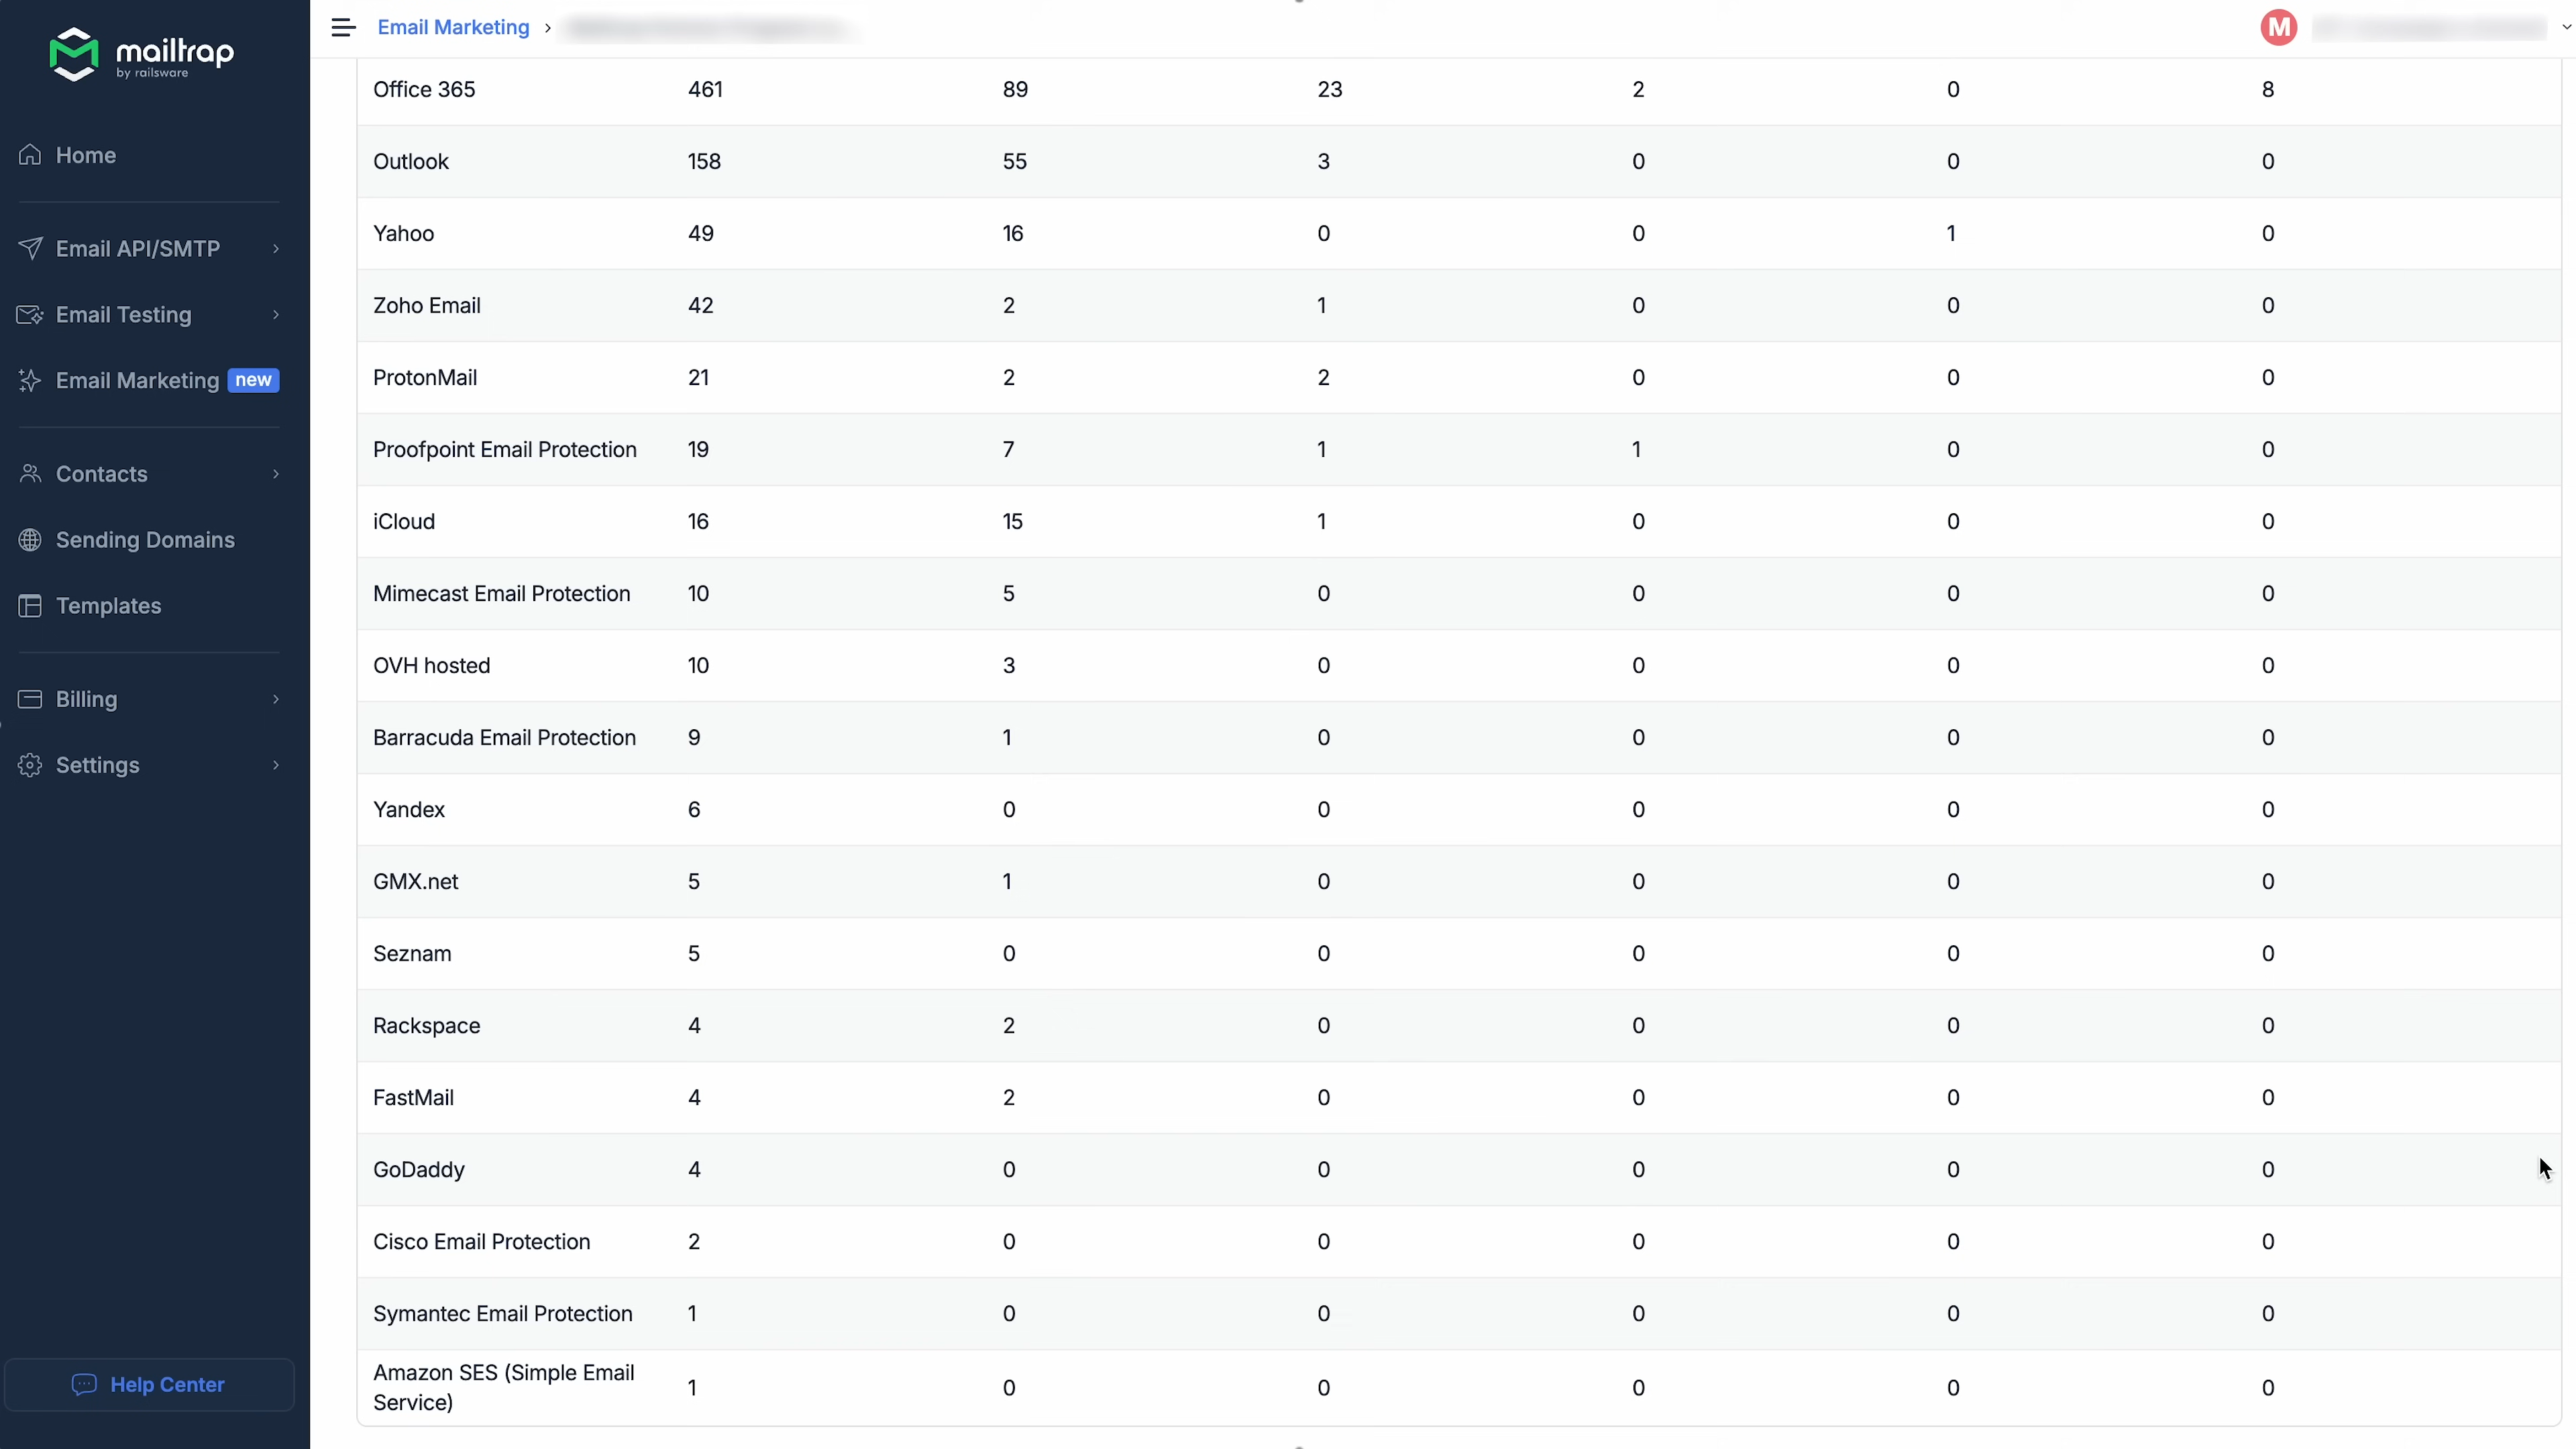 mailtrap
by railsware
Home
Email API/SMTP
Email Testing
Email Marketing new
Contacts
Sending Domains
Templates
Billing
Settings
Help Center
Email Marketing ›
M
Office 365 461 89 23 2 0 8
Outlook 158 55 3 0 0 0
Yahoo 49 16 0 0 1 0
Zoho Email 42 2 1 0 0 0
ProtonMail 21 2 2 0 0 0
Proofpoint Email Protection 19 7 1 1 0 0
iCloud 16 15 1 0 0 0
Mimecast Email Protection 10 5 0 0 0 0
OVH hosted 10 3 0 0 0 0
Barracuda Email Protection 9 1 0 0 0 0
Yandex 6 0 0 0 0 0
GMX.net 5 1 0 0 0 0
Seznam 5 0 0 0 0 0
Rackspace 4 2 0 0 0 0
FastMail 4 2 0 0 0 0
GoDaddy 4 0 0 0 0 0
Cisco Email Protection 2 0 0 0 0 0
Symantec Email Protection 1 0 0 0 0 0
Amazon SES (Simple Email
Service) 1 0 0 0 0 0